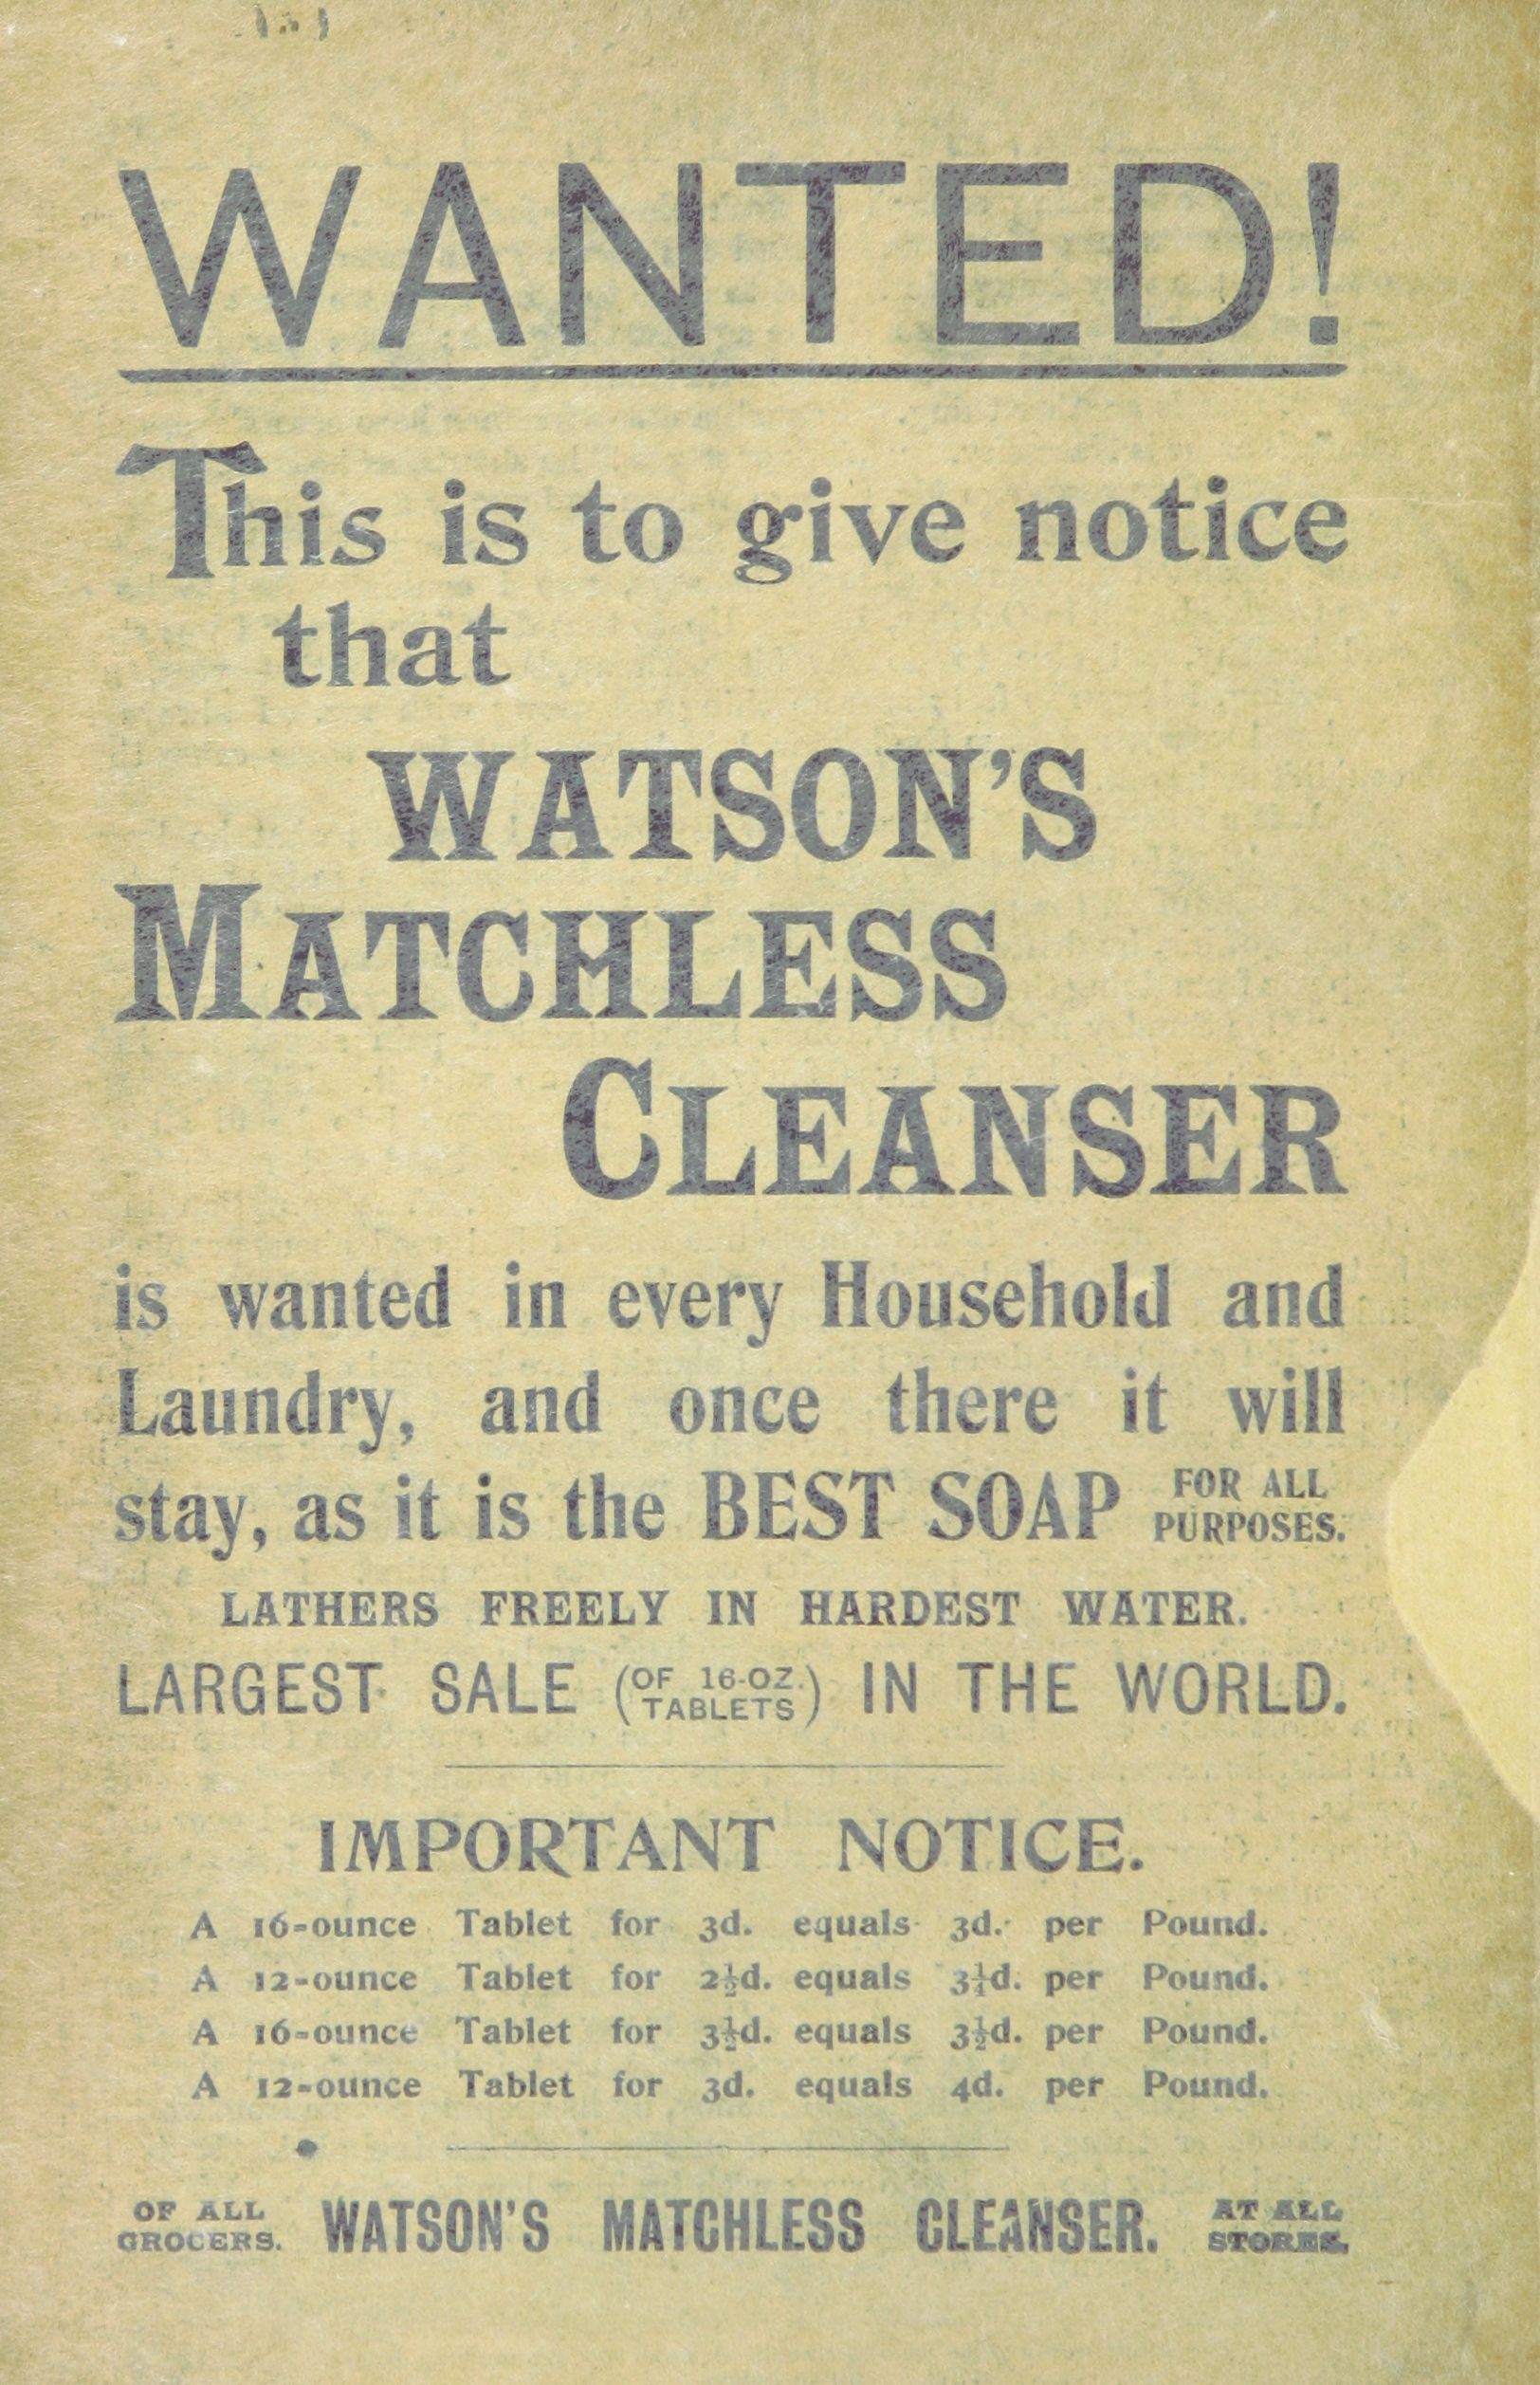 WANTED!
This is to give notice
that
WATSON'S
MATCHLESS
CLEANSER
is wanted in every Household and
Laundry, and once there it will
stay, as it is the BEST SOAP FOR ALL PURPOSES.
LATHERS FREELY IN HARDEST WATER.
LARGEST SALE (OF 16-OZ. TABLETS) IN THE WORLD.
IMPORTANT NOTICE.
A 16-ounce Tablet for 3d. equals 3d. per Pound.
A 12-ounce Tablet for 2½d. equals 3¼d. per Pound.
A 16-ounce Tablet for 3½d. equals 3½d. per Pound.
A 12-ounce Tablet for 3d. equals 4d. per Pound.
OF ALL GROCERS. WATSON'S MATCHLESS CLEANSER. AT ALL STORES.